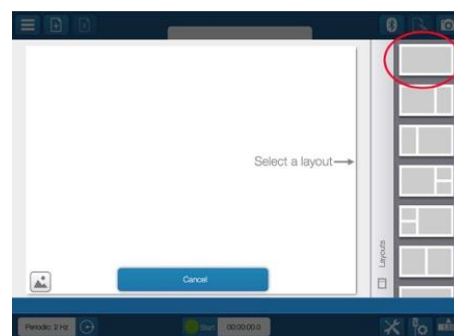 Select a layout
Layouts
Cancel
Periodic: 2 Hz
Start
00:00:00.0